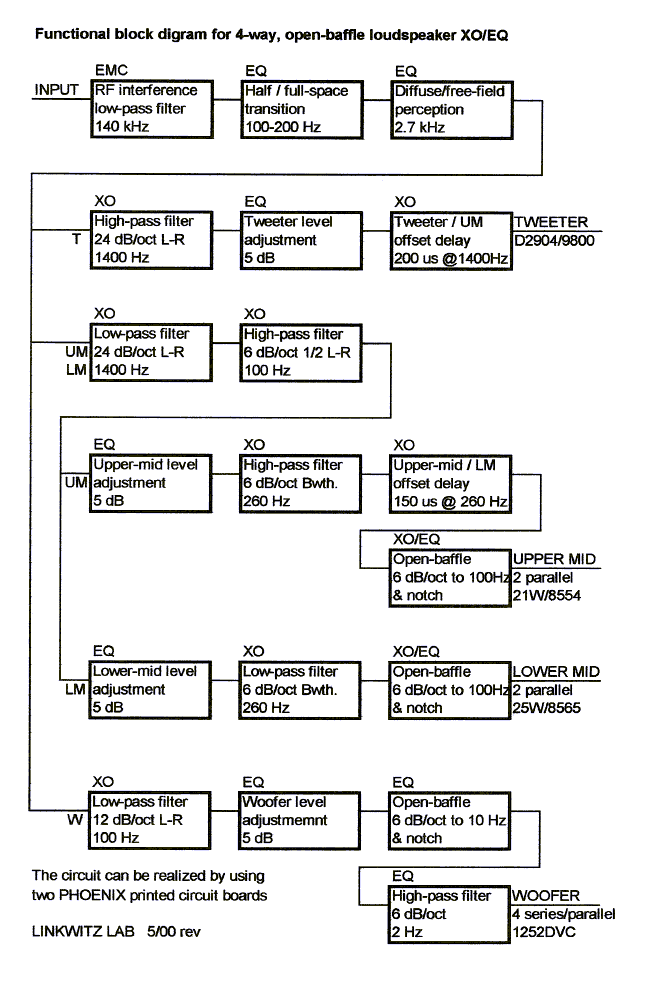 Functional block digram for 4-way, open-baffle loudspeaker XO/EQ
INPUT
EMC
RF interference
low-pass filter
140 kHz
EQ
Half / full-space
transition
100-200 Hz
EQ
Diffuse/free-field
perception
2.7 kHz
T
XO
High-pass filter
24 dB/oct L-R
1400 Hz
EQ
Tweeter level
adjustment
5 dB
XO
Tweeter / UM
offset delay
200 us @1400Hz
TWEETER
D2904/9800
UM
LM
XO
Low-pass filter
24 dB/oct L-R
1400 Hz
XO
High-pass filter
6 dB/oct 1/2 L-R
100 Hz
UM
EQ
Upper-mid level
adjustment
5 dB
XO
High-pass filter
6 dB/oct Bwth.
260 Hz
XO
Upper-mid / LM
offset delay
150 us @ 260 Hz
XO/EQ
Open-baffle
6 dB/oct to 100Hz
& notch
UPPER MID
2 parallel
21W/8554
LM
EQ
Lower-mid level
adjustment
5 dB
XO
Low-pass filter
6 dB/oct Bwth.
260 Hz
XO/EQ
Open-baffle
6 dB/oct to 100Hz
& notch
LOWER MID
2 parallel
25W/8565
W
XO
Low-pass filter
12 dB/oct L-R
100 Hz
EQ
Woofer level
adjustmemnt
5 dB
EQ
Open-baffle
6 dB/oct to 10 Hz
& notch
EQ
High-pass filter
6 dB/oct
2 Hz
WOOFER
4 series/parallel
1252DVC
The circuit can be realized by using
two PHOENIX printed circuit boards
LINKWITZ LAB 5/00 rev